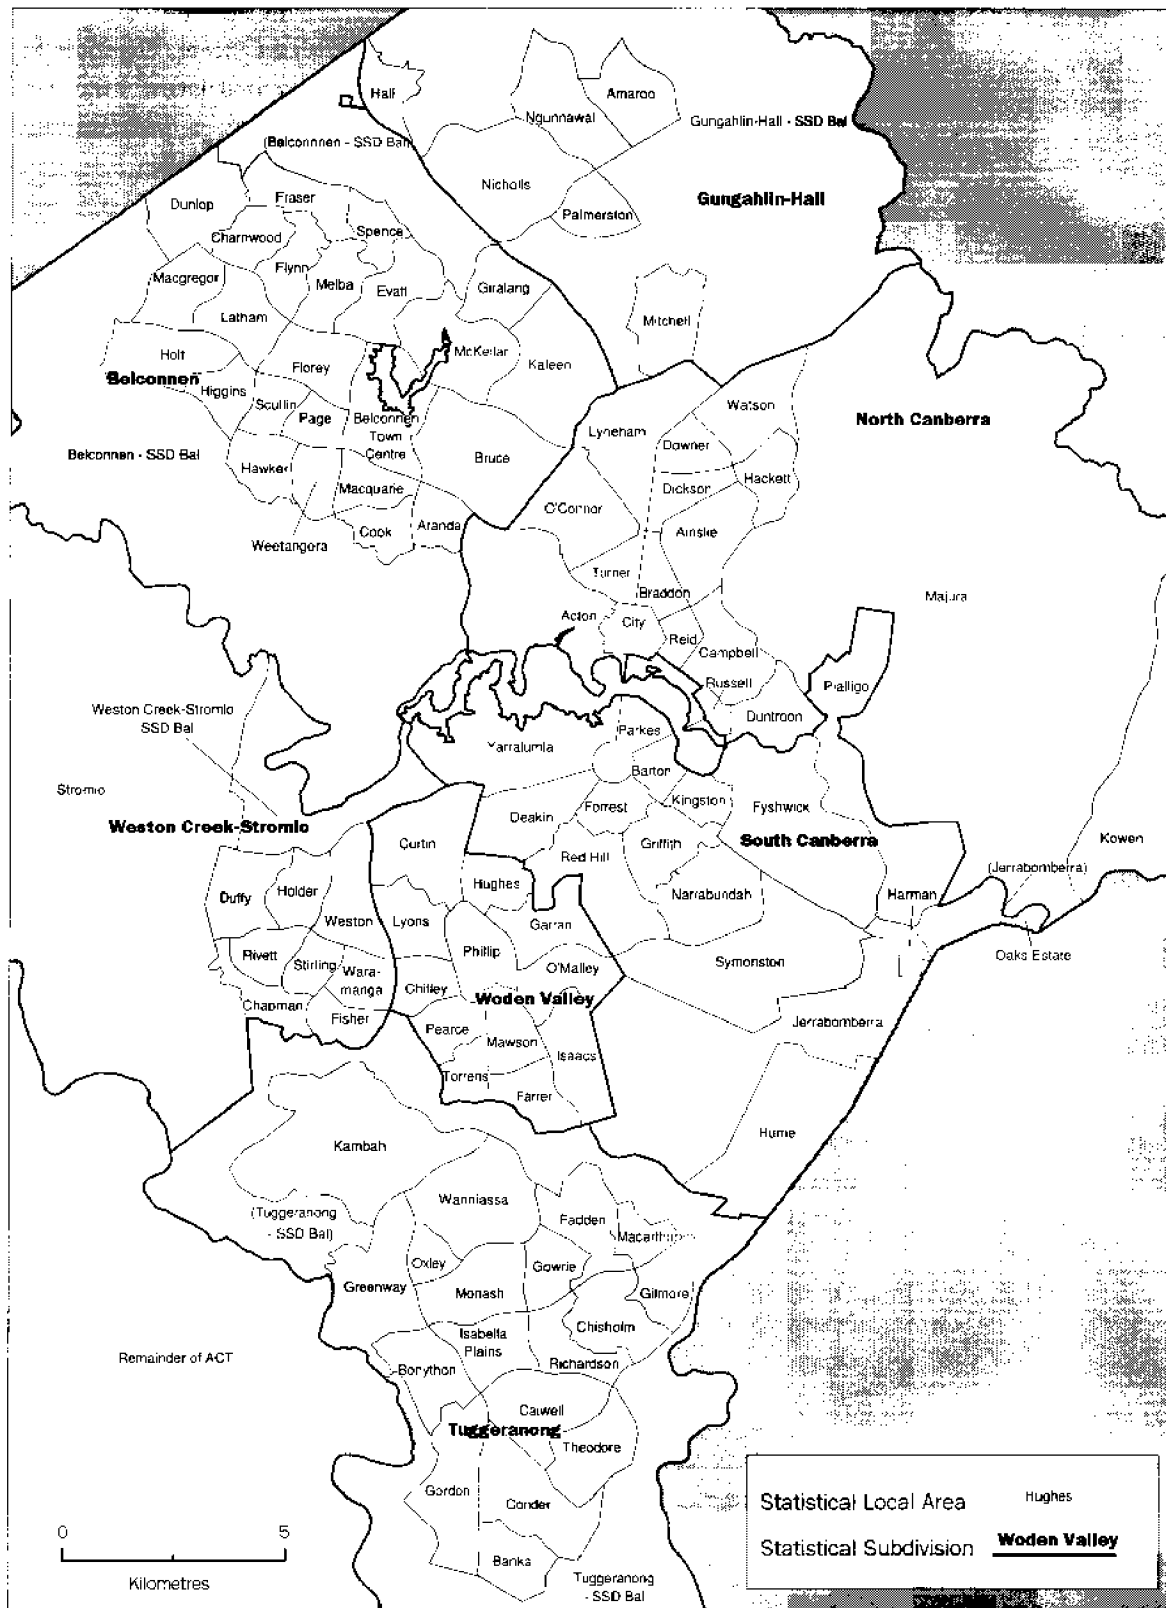 Hall
Amaroo
Ngunnawal
Gungahlin-Hall - SSD Bal
(Belconnnen - SSD Bal)
Nicholls
Gungahlin-Hall
Dunlop
Fraser
Palmerston
Charnwood
Spence
Macgregor
Flynn
Melba
Evatt
Giralang
Latham
Mitchell
Holt
Florey
McKellar
Kaleen
Belconnen
Higgins
Scullin
Page
Belconnen
Town
Centre
Watson
North Canberra
Lyneham
Downer
Belconnen - SSD Bal
Hawker
Bruce
Hackett
Macquarie
Dickson
O'Connor
Cook
Aranda
Ainslie
Weetangera
Turner
Braddon
Majura
Acton
City
Reid
Campbell
Russell
Pialligo
Weston Creek-Stromlo
SSD Bal
Duntroon
Parkes
Yarralumla
Barton
Stromlo
Forrest
Kingston
Fyshwick
Deakin
Weston Creek-Stromlo
Curtin
Griffith
South Canberra
Kowen
Red Hill
(Jerrabomberra)
Hughes
Narrabundah
Harman
Duffy
Holder
Weston
Lyons
Garran
Rivett
Stirling
Wara-
manga
Phillip
O'Malley
Symonston
Oaks Estate
Chifley
Woden Valley
Chapman
Fisher
Pearce
Mawson
Jerrabomberra
Isaacs
Torrens
Farrer
Hume
Kambah
Wanniassa
(Tuggeranong
- SSD Bal)
Fadden
Macarthur
Oxley
Gowrie
Greenway
Monash
Gilmore
Chisholm
Isabella
Plains
Remainder of ACT
Bonython
Richardson
Calwell
Tuggeranong
Theodore
Gordon
Conder
Banks
Tuggeranong
- SSD Bal
0 5
Kilometres
Statistical Local Area Hughes
Statistical Subdivision Woden Valley